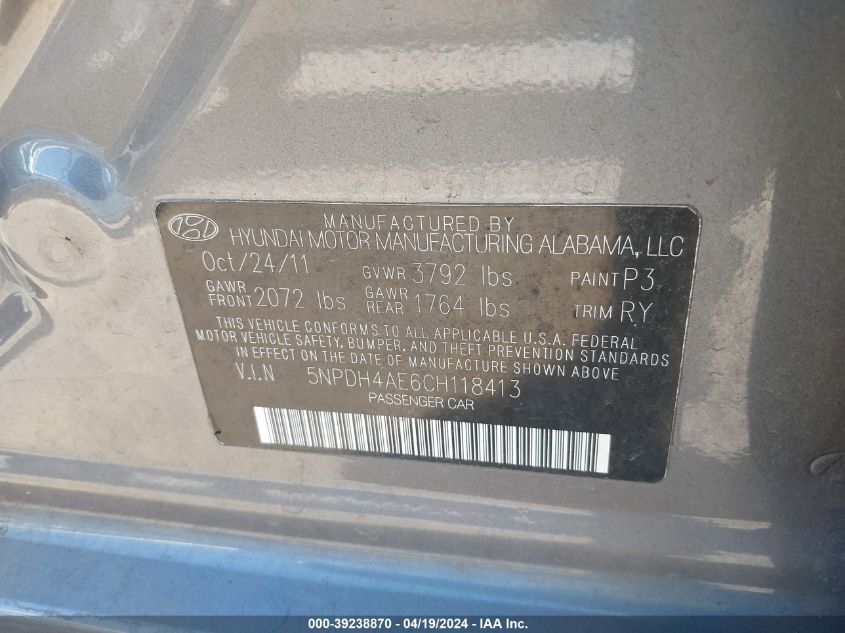 MANUFACTURED BY
HYUNDAI MOTOR MANUFACTURING ALABAMA, LLC
Oct/24/11 GVWR 3792 lbs PAINT P3
GAWR FRONT 2072 lbs GAWR REAR 1764 lbs TRIM RY
THIS VEHICLE CONFORMS TO ALL APPLICABLE U.S.A. FEDERAL
MOTOR VEHICLE SAFETY, BUMPER, AND THEFT PREVENTION STANDARDS
IN EFFECT ON THE DATE OF MANUFACTURE SHOWN ABOVE
V.I.N 5NPDH4AE6CH118413
PASSENGER CAR
000-39238870 - 04/19/2024 - IAA Inc.